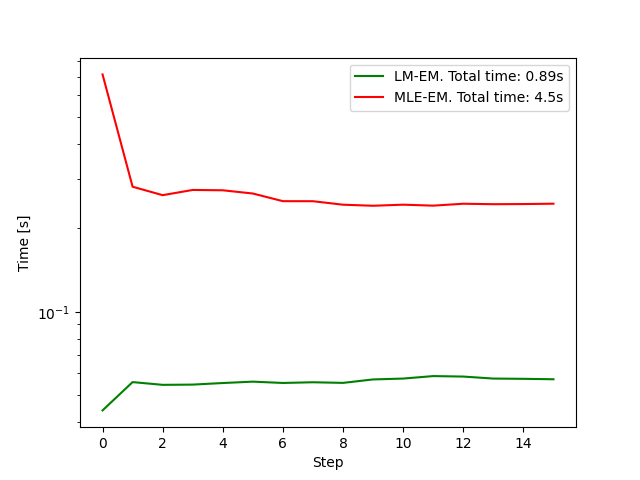 LM-EM. Total time: 0.89s
MLE-EM. Total time: 4.5s
Time [s]
10⁻¹
0 2 4 6 8 10 12 14
Step